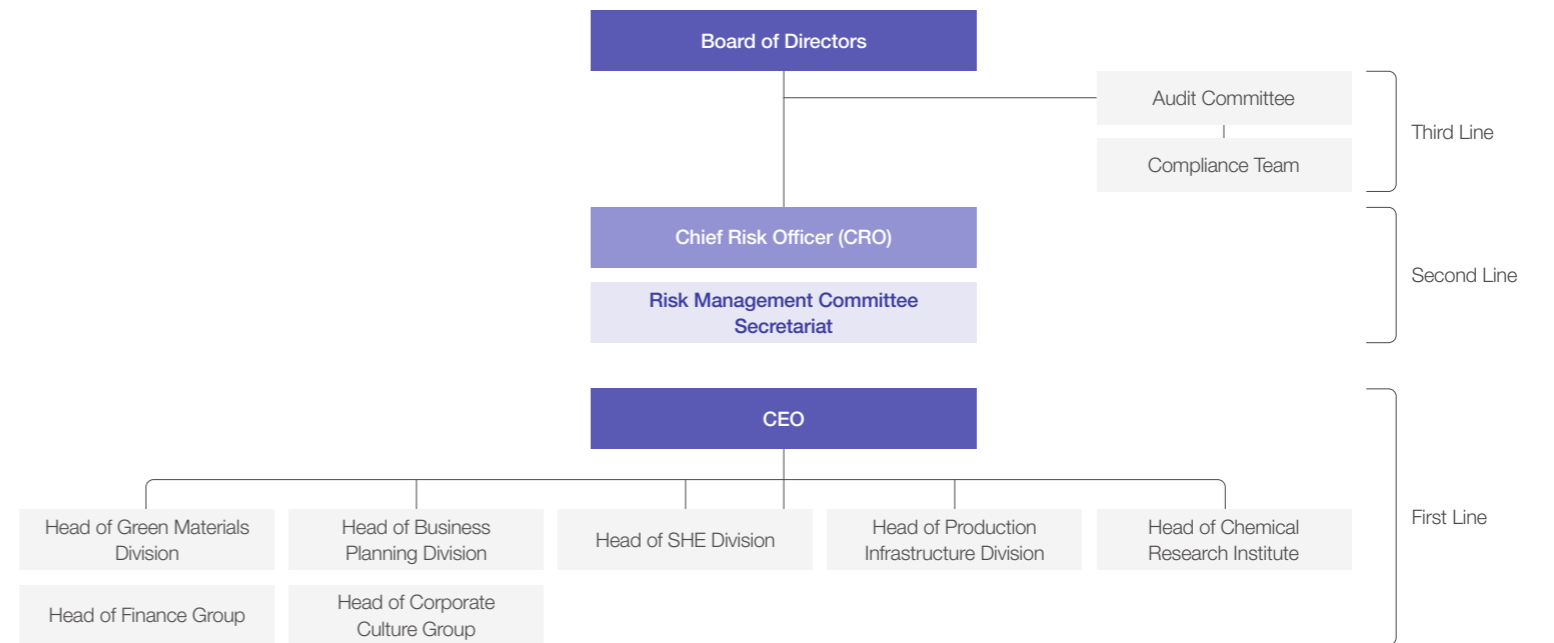 Board of Directors
Audit Committee
Third Line
Compliance Team
Chief Risk Officer (CRO)
Second Line
Risk Management Committee
Secretariat
CEO
First Line
Head of Green Materials
Division
Head of Business
Planning Division
Head of SHE Division
Head of Production
Infrastructure Division
Head of Chemical
Research Institute
Head of Finance Group
Head of Corporate
Culture Group